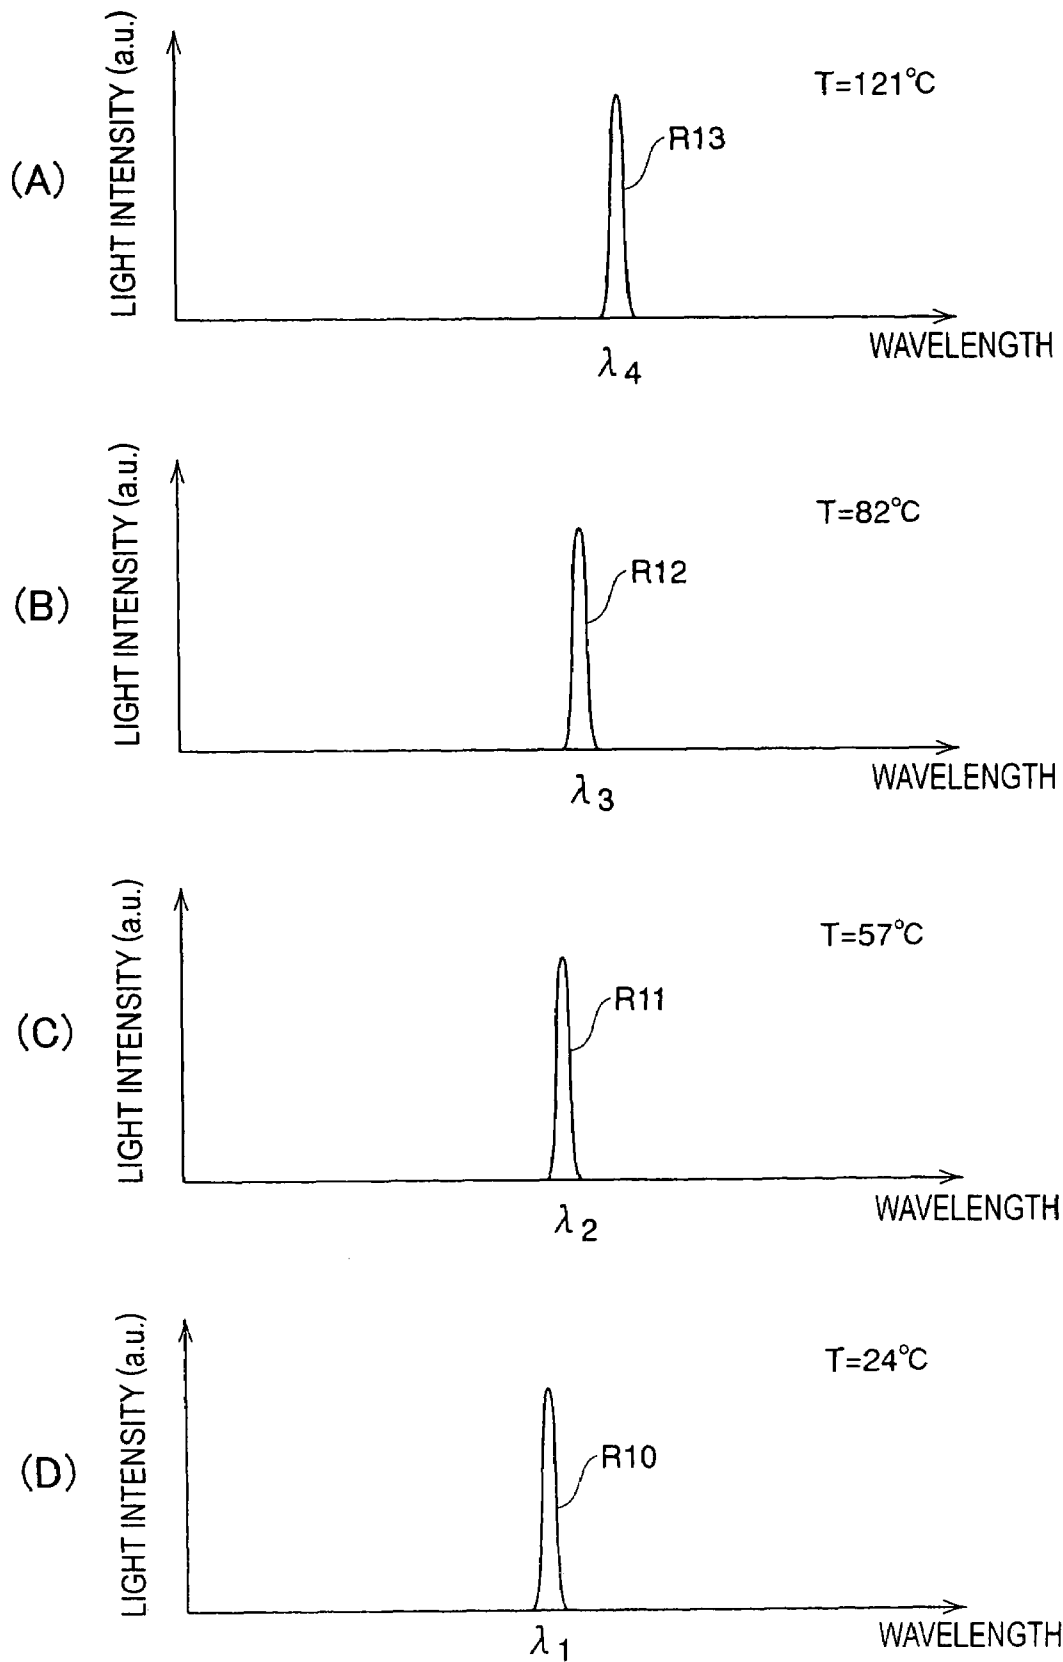 LIGHT INTENSITY (a.u.)
T=121°C
R13
(A)
WAVELENGTH
λ4
LIGHT INTENSITY (a.u.)
T=82°C
R12
(B)
WAVELENGTH
λ3
LIGHT INTENSITY (a.u.)
T=57°C
R11
(C)
WAVELENGTH
λ2
LIGHT INTENSITY (a.u.)
T=24°C
R10
(D)
WAVELENGTH
λ1